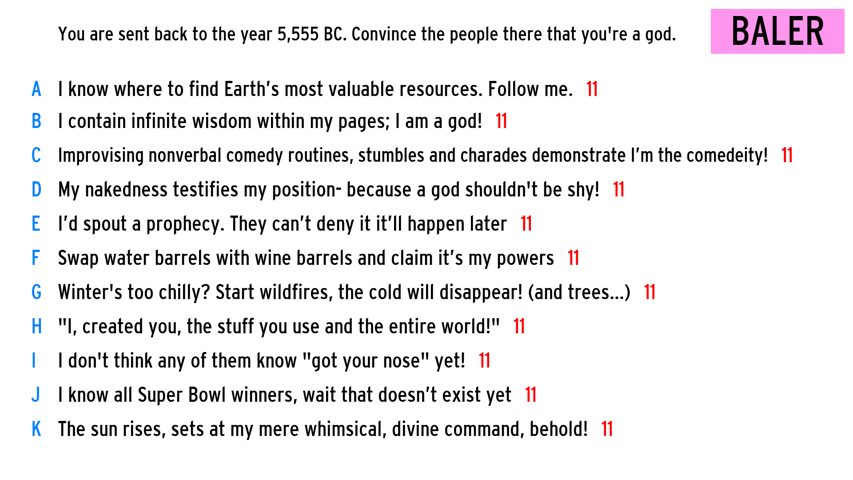 You are sent back to the year 5,555 BC. Convince the people there that you're a god.
BALER
A I know where to find Earth’s most valuable resources. Follow me. 11
B I contain infinite wisdom within my pages; I am a god! 11
C Improvising nonverbal comedy routines, stumbles and charades demonstrate I’m the comedeity! 11
D My nakedness testifies my position- because a god shouldn't be shy! 11
E I’d spout a prophecy. They can’t deny it it’ll happen later 11
F Swap water barrels with wine barrels and claim it’s my powers 11
G Winter's too chilly? Start wildfires, the cold will disappear! (and trees...) 11
H "I, created you, the stuff you use and the entire world!" 11
I I don't think any of them know "got your nose" yet! 11
J I know all Super Bowl winners, wait that doesn’t exist yet 11
K The sun rises, sets at my mere whimsical, divine command, behold! 11